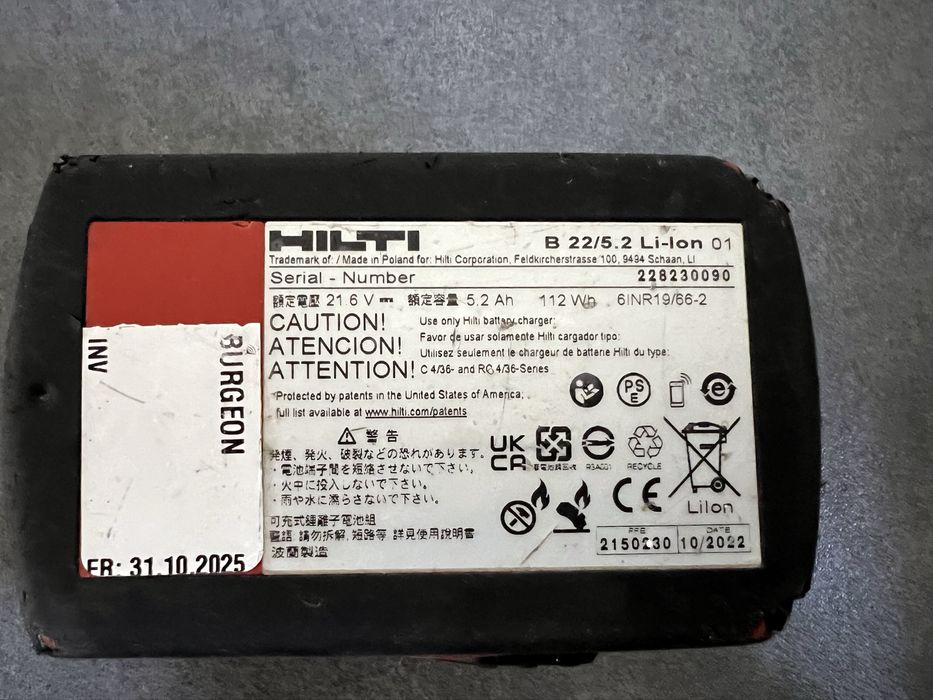 BURGEON
INV
FR: 31.10.2025
HILTI
B 22/5.2 Li-Ion 01
Trademark of: / Made in Poland for: Hilti Corporation, Feldkircherstrasse 100, 9494 Schaan, LI
Serial - Number 228230090
額定電壓 21.6 V 額定容量 5.2 Ah 112 Wh 6INR19/66-2
CAUTION! Use only Hilti battery charger:
ATENCION! Favor de usar solamente Hilti cargador tipo:
Utilisez seulement le chargeur de batterie Hilti du type:
ATTENTION! C 4/36- and RC 4/36-Series
Protected by patents in the United States of America;
full list available at www.hilti.com/patents
PS
E
警告
発煙、発火、破裂などの恐れがあります。
・電池端子間を短絡させないで下さい。
・火中に投入しないで下さい。
・雨や水に濡らさないで下さい。
可充式鋰離子電池組
警語: 請勿拆解, 短路等, 詳見使用說明書
波蘭製造
UK
CA
廢電池請回收
R3A001
RECYCLE
CE
LiIon
PPE DATE
2150230 10/2022